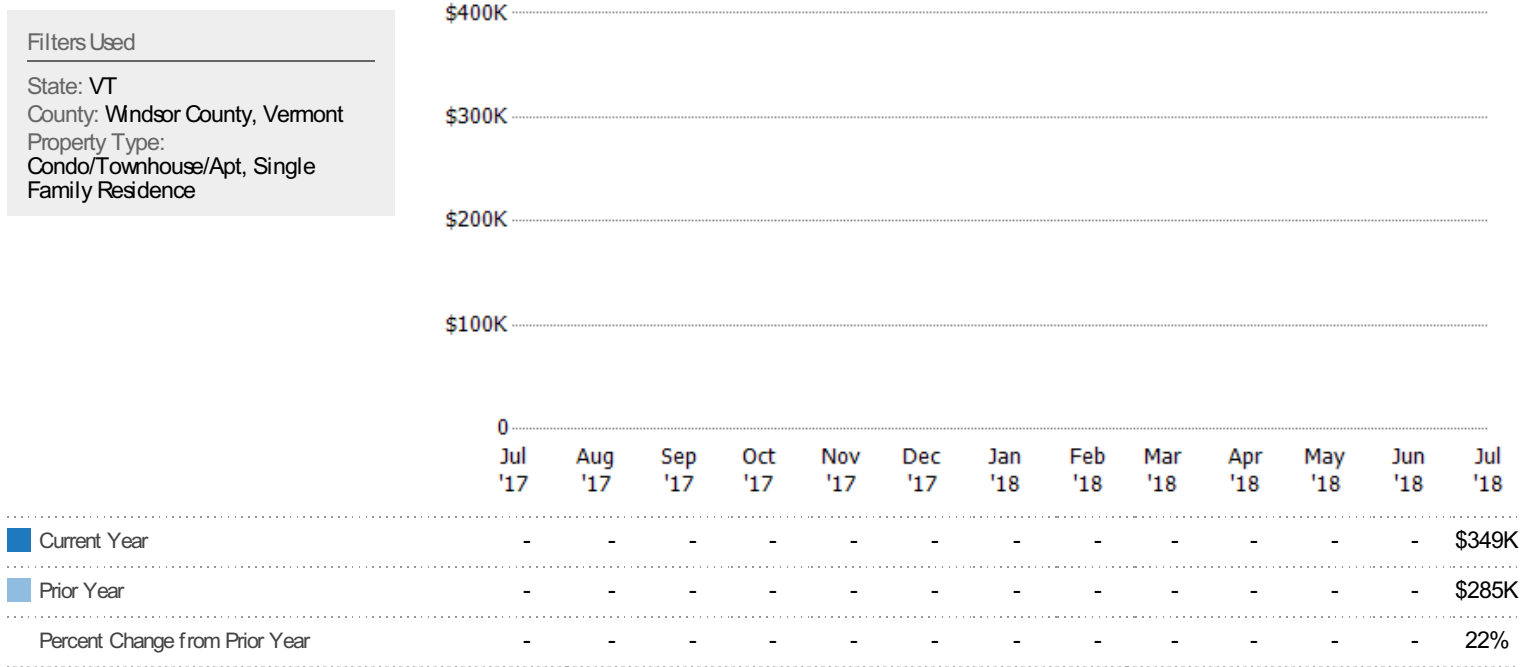 Filters Used
State: VT
County: Windsor County, Vermont
Property Type:
Condo/Townhouse/Apt, Single
Family Residence
$400K
$300K
$200K
$100K
0
Jul Aug Sep Oct Nov Dec Jan Feb Mar Apr May Jun Jul
'17 '17 '17 '17 '17 '17 '18 '18 '18 '18 '18 '18 '18
Current Year - - - - - - - - - - - - $349K
Prior Year - - - - - - - - - - - - $285K
Percent Change from Prior Year - - - - - - - - - - - - 22%